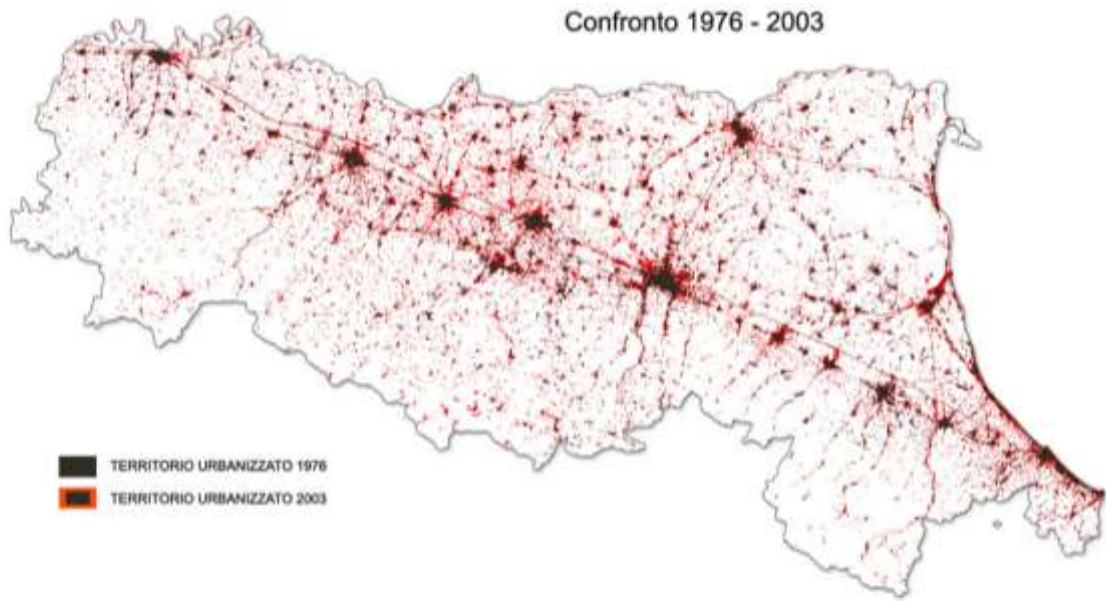 Confronto 1976 - 2003
TERRITORIO URBANIZZATO 1976
TERRITORIO URBANIZZATO 2003